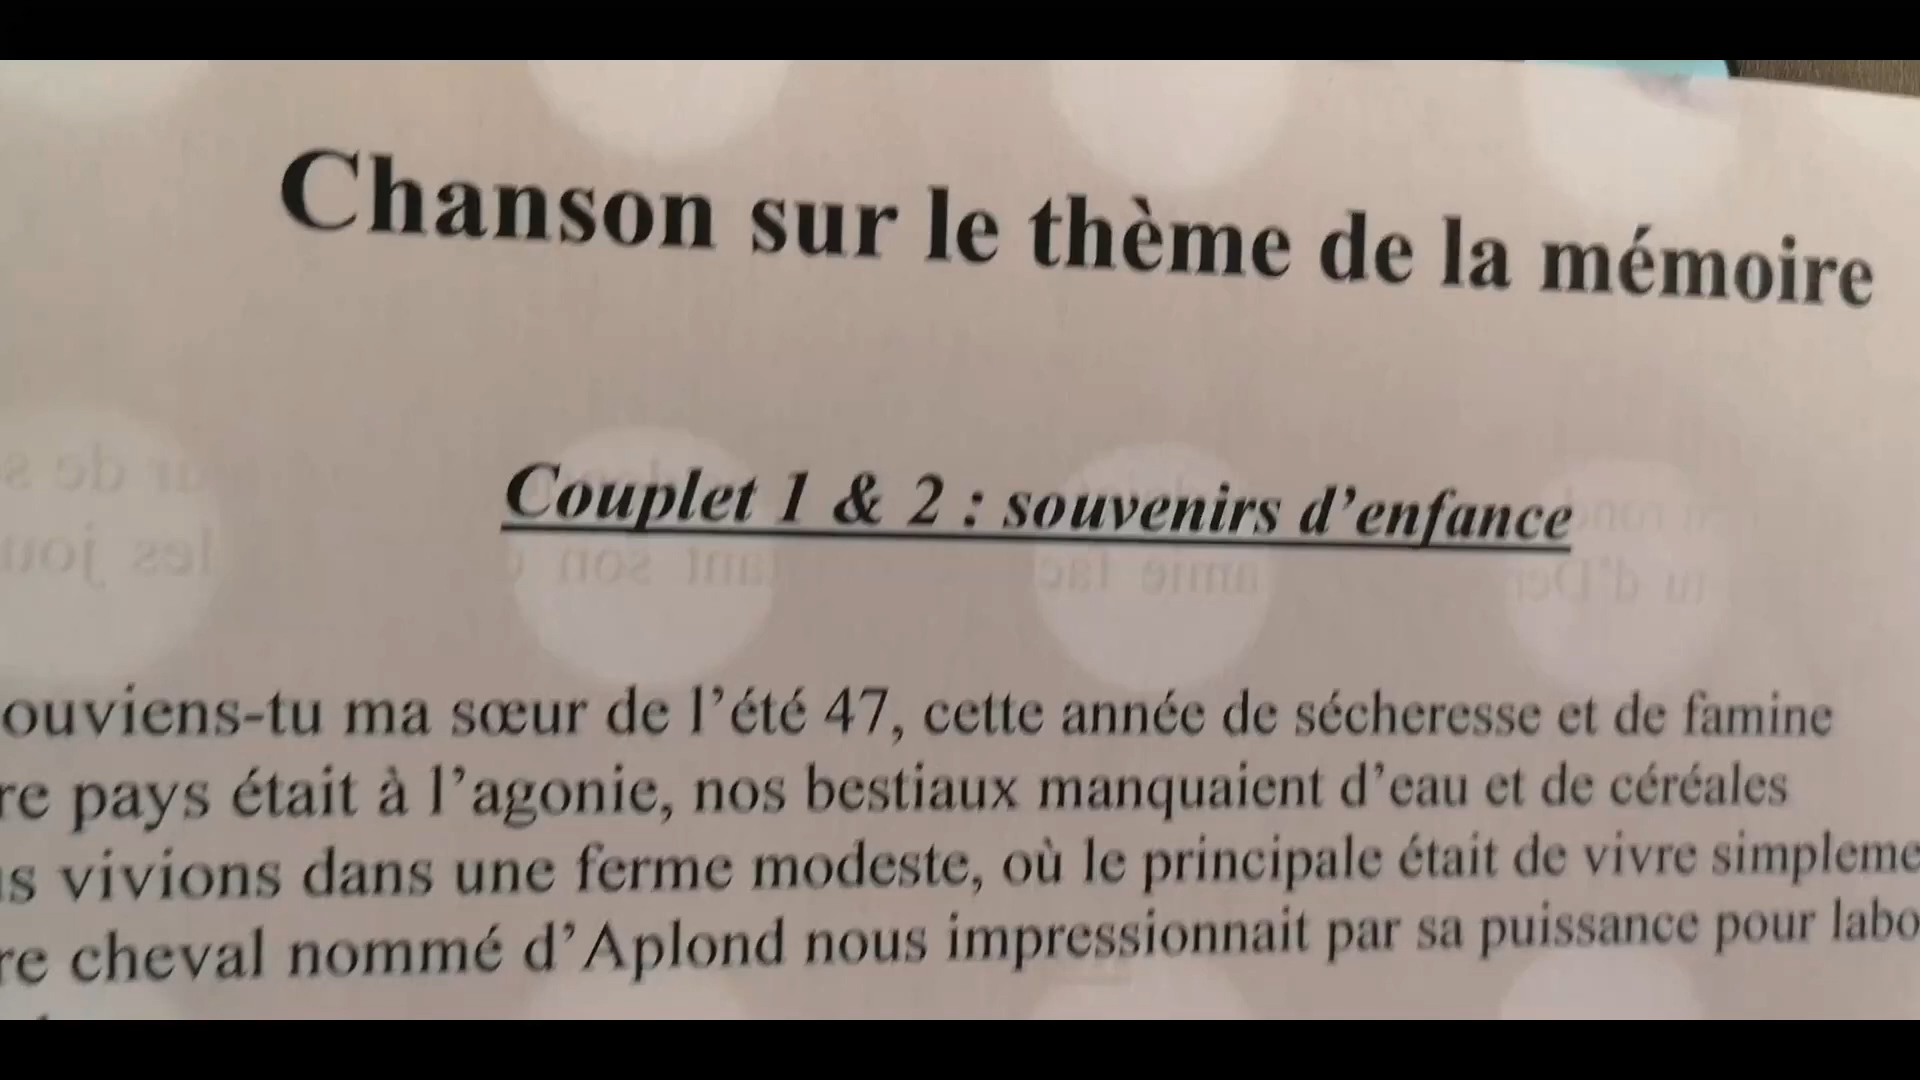 Chanson sur le thème de la mémoire
Couplet 1 & 2 : souvenirs d’enfance
ouviens-tu ma sœur de l’été 47, cette année de sécheresse et de famine
re pays était à l’agonie, nos bestiaux manquaient d’eau et de céréales
s vivions dans une ferme modeste, où le principale était de vivre simpleme
re cheval nommé d’Aplond nous impressionnait par sa puissance pour labo